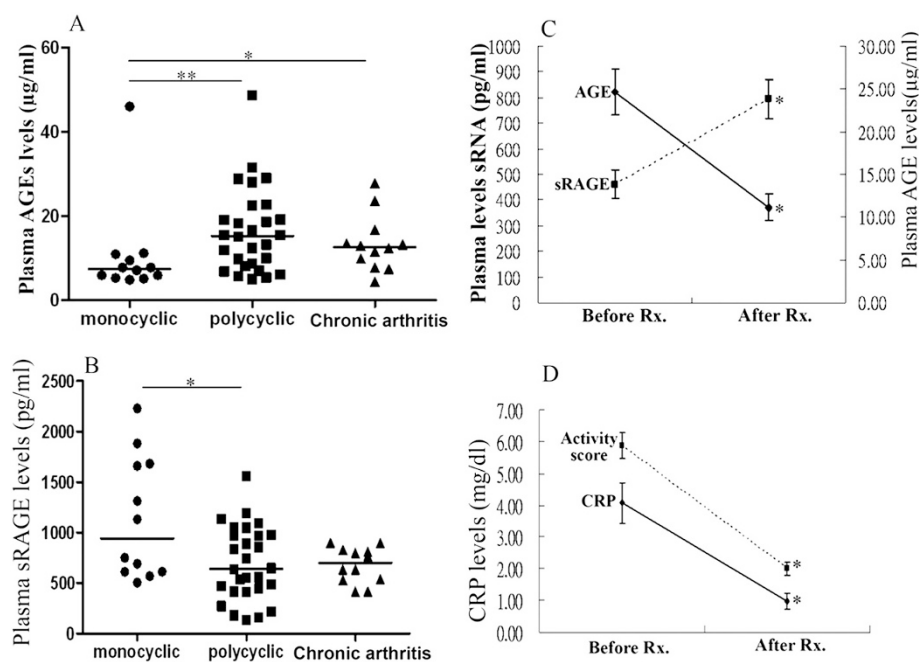 A
Plasma AGEs lvels (μg/ml)
60
40
20
0
*
**
monocyclic
polycyclic
Chronic arthritis
B
Plasma sRAGE levels (pg/ml)
2500
2000
1500
1000
500
0
*
monocyclic
polycyclic
Chronic arthritis
C
Plasma levels sRNA (pg/ml)
1000
900
800
700
600
500
400
300
200
100
0
AGE
sRAGE
*
*
30.00
25.00
20.00
15.00
10.00
5.00
0.00
Plasma AGE levels(μg/ml)
Before Rx.
After Rx.
D
CRP levels (mg/dl)
7.00
6.00
5.00
4.00
3.00
2.00
1.00
0.00
Activity
score
CRP
*
*
Before Rx.
After Rx.